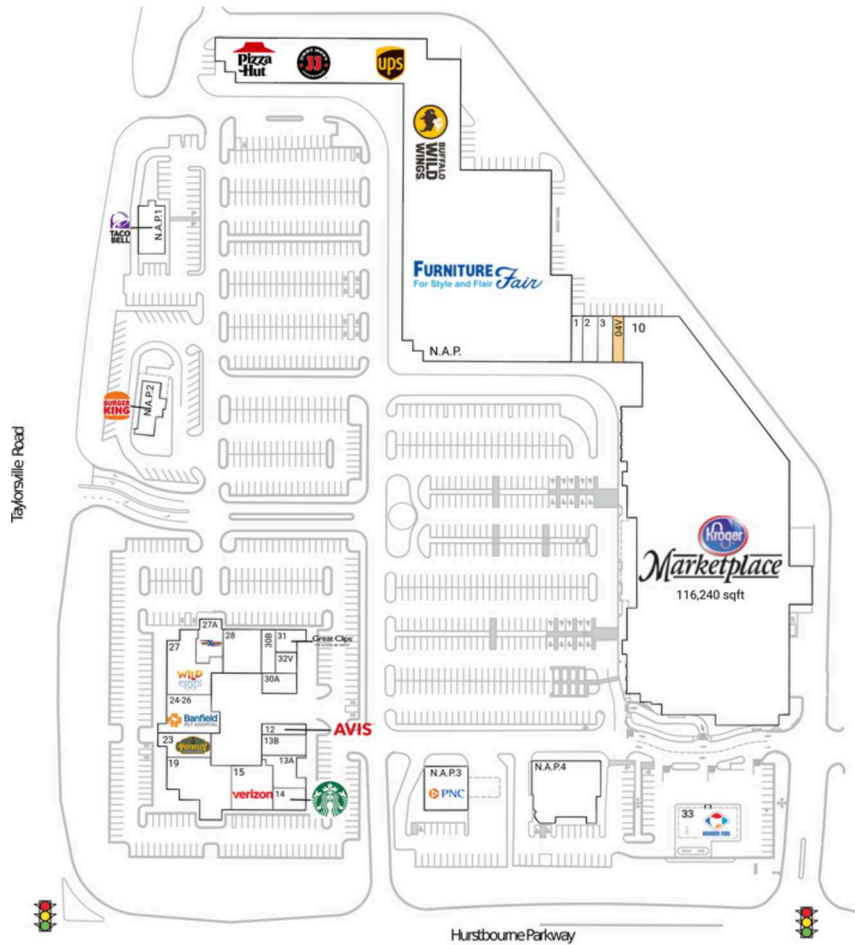 Pizza
Hut
JJ
ups
BUFFALO
WILD
WINGS
TACO
BELL
N.A.P.1
FURNITURE Fair
For Style and Flair
N.A.P.
1
2
3
04V
10
BURGER
KING
N.A.P.2
Taylorsville Road
Kroger
Marketplace
116,240 sqft
27A
27
28
30B
31
Great Clips
32V
30A
WILD
eggs
24-26
Banfield
PET HOSPITAL
12
AVIS
13B
23
19
13A
15
verizon
14
N.A.P.3
PNC
N.A.P.4
33
KROGER FUEL
Hurstbourne Parkway